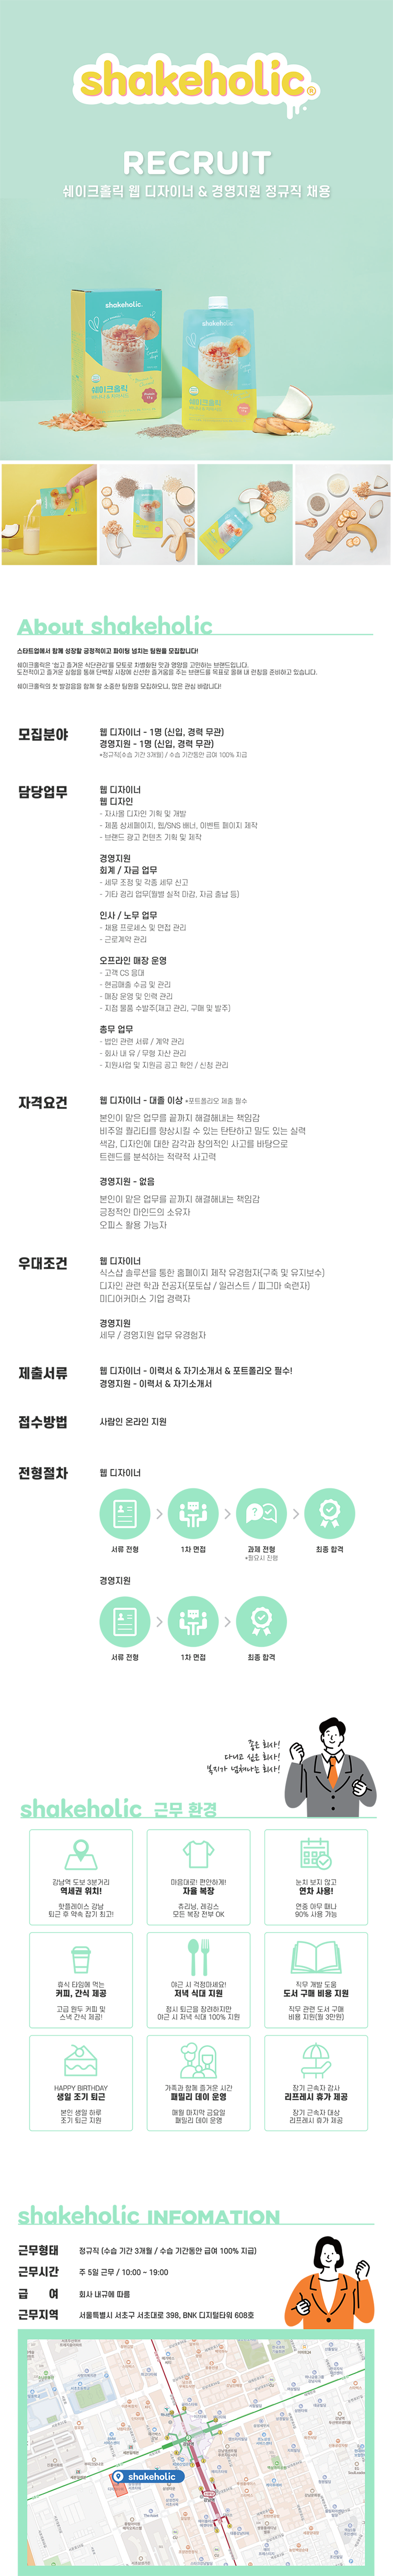 shakeholic®
RECRUIT
쉐이크홀릭 웹 디자이너 & 경영지원 정규직 채용
shakeholic.
shakeholic.
쉐이크홀릭
쉐이크홀릭
About shakeholic
스타트업에서 함께 성장할 긍정적이고 파이팅 넘치는 팀원을 모집합니다!
쉐이크홀릭은 '쉽고 즐거운 식단관리'를 모토로 차별화된 맛과 영양을 고민하는 브랜드입니다.
도전적이고 즐거운 실험을 통해 단백질 시장에 신선한 즐거움을 주는 브랜드를 목표로 올해 내 런칭을 준비하고 있습니다.
쉐이크홀릭의 첫 발걸음을 함께 할 소중한 팀원을 모집하오니, 많은 관심 바랍니다!
모집분야
웹 디자이너 - 1명 (신입, 경력 무관)
경영지원 - 1명 (신입, 경력 무관)
*정규직(수습 기간 3개월) / 수습 기간동안 급여 100% 지급
담당업무
웹 디자이너
웹 디자인
- 자사몰 디자인 기획 및 개발
- 제품 상세페이지, 웹/SNS 배너, 이벤트 페이지 제작
- 브랜드 광고 컨텐츠 기획 및 제작
경영지원
회계 / 자금 업무
- 세무 조정 및 각종 세무 신고
- 기타 경리 업무(월별 실적 마감, 자금 출납 등)
인사 / 노무 업무
- 채용 프로세스 및 면접 관리
- 근로계약 관리
오프라인 매장 운영
- 고객 CS 응대
- 현금매출 수금 및 관리
- 매장 운영 및 인력 관리
- 지점 물품 수발주(재고 관리, 구매 및 발주)
총무 업무
- 법인 관련 서류 / 계약 관리
- 회사 내 유 / 무형 자산 관리
- 지원사업 및 지원금 공고 확인 / 신청 관리
자격요건
웹 디자이너 - 대졸 이상 *포트폴리오 제출 필수
본인이 맡은 업무를 끝까지 해결해내는 책임감
비주얼 퀄리티를 향상시킬 수 있는 탄탄하고 밀도 있는 실력
색감, 디자인에 대한 감각과 창의적인 사고를 바탕으로
트렌드를 분석하는 적략적 사고력
경영지원 - 없음
본인이 맡은 업무를 끝까지 해결해내는 책임감
긍정적인 마인드의 소유자
오피스 활용 가능자
우대조건
웹 디자이너
식스샵 솔루션을 통한 홈페이지 제작 유경험자(구축 및 유지보수)
디자인 관련 학과 전공자(포토샵 / 일러스트 / 피그마 숙련자)
미디어커머스 기업 경력자
경영지원
세무 / 경영지원 업무 유경험자
제출서류
웹 디자이너 - 이력서 & 자기소개서 & 포트폴리오 필수!
경영지원 - 이력서 & 자기소개서
접수방법
사람인 온라인 지원
전형절차
웹 디자이너
서류 전형
1차 면접
과제 전형
*필요시 진행
최종 합격
경영지원
서류 전형
1차 면접
최종 합격
좋은 회사!
다니고 싶은 회사!
복지가 넘쳐나는 회사!
shakeholic 근무 환경
강남역 도보 3분거리
역세권 위치!
핫플레이스 강남
퇴근 후 약속 잡기 최고!
마음대로! 편안하게!
자율 복장
츄리닝, 레깅스
모든 복장 전부 OK
눈치 보지 않고
연차 사용!
연중 아무 때나
90% 사용 가능
휴식 타임에 먹는
커피, 간식 제공
고급 원두 커피 및
스낵 간식 제공!
야근 시 걱정마세요!
저녁 식대 지원
정시 퇴근을 장려하지만
야근 시 저녁 식대 100% 지원
직무 개발 도움
도서 구매 비용 지원
직무 관련 도서 구매
비용 지원(월 3만원)
HAPPY BIRTHDAY
생일 조기 퇴근
본인 생일 하루
조기 퇴근 지원
가족과 함께 즐거운 시간
패밀리 데이 운영
매월 마지막 금요일
패밀리 데이 운영
장기 근속자 감사
리프레시 휴가 제공
장기 근속자 대상
리프레시 휴가 제공
shakeholic INFOMATION
근무형태
정규직 (수습 기간 3개월 / 수습 기간동안 급여 100% 지급)
근무시간
주 5일 근무 / 10:00 ~ 19:00
급 여
회사 내규에 따름
근무지역
서울특별시 서초구 서초대로 398, BNK 디지털타워 608호
shakeholic